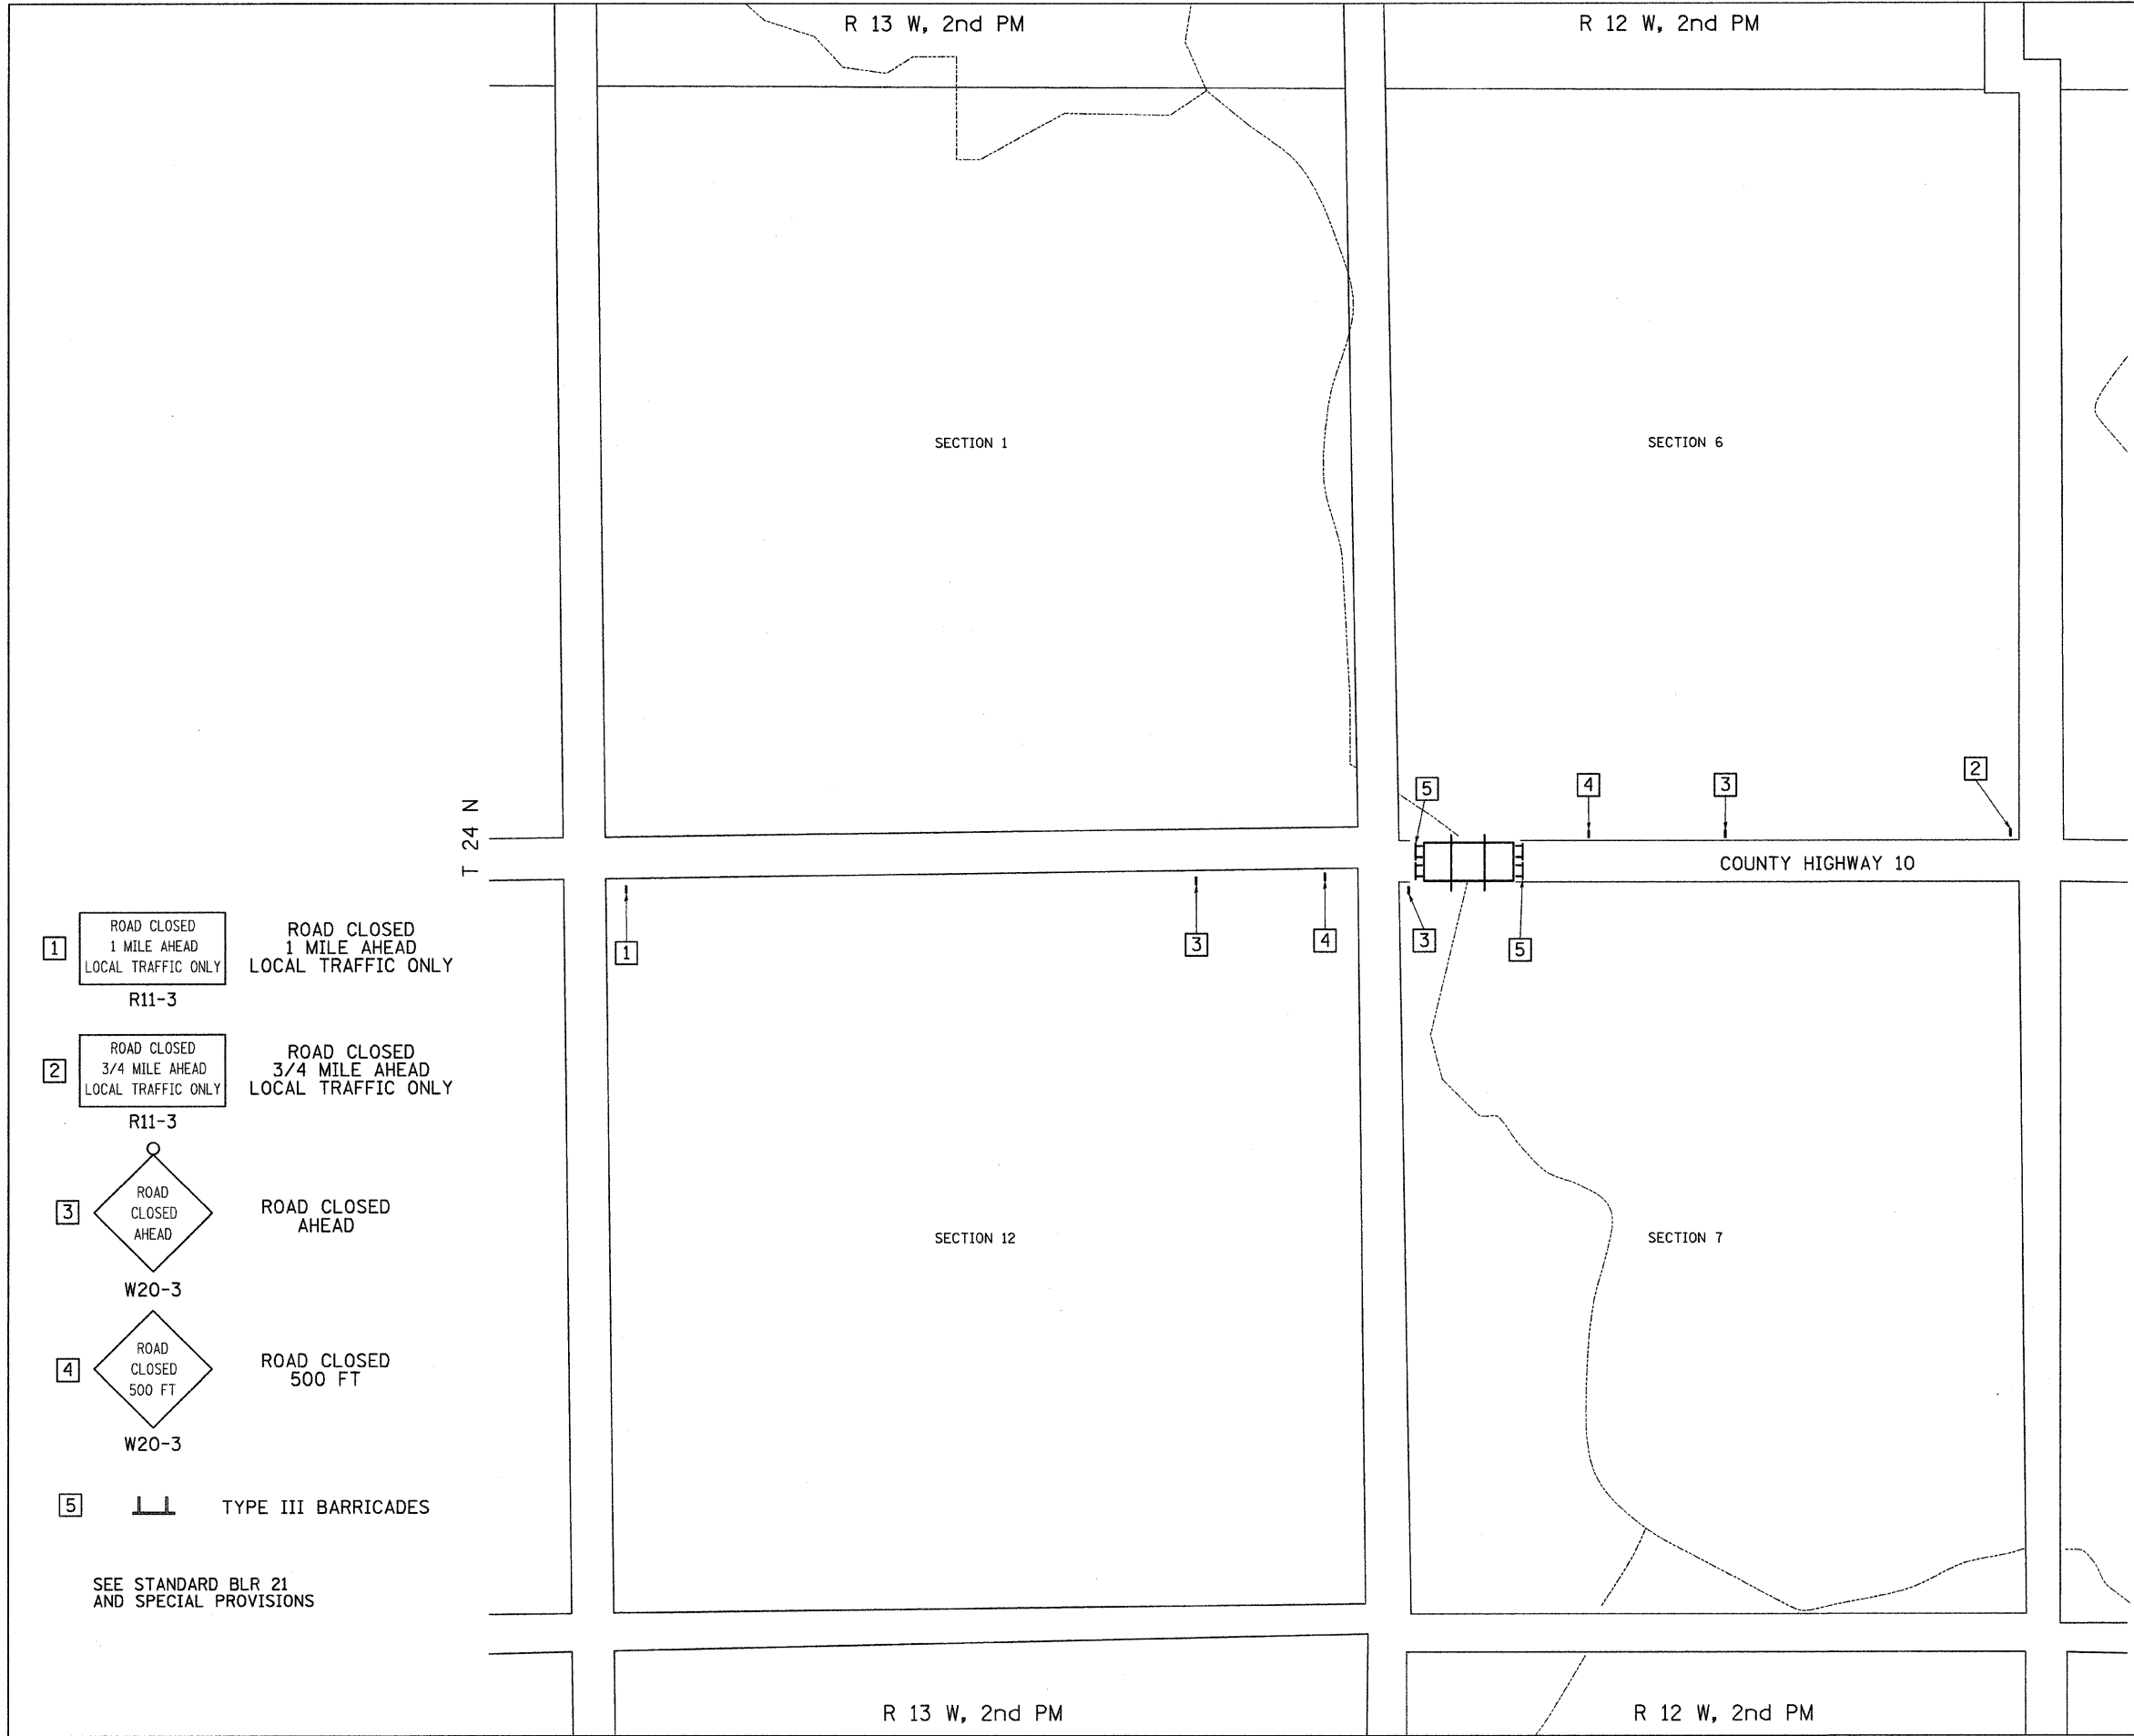 R 13 W, 2nd PM
R 12 W, 2nd PM
SECTION 1
SECTION 6
T 24 N
5
4
3
2
COUNTY HIGHWAY 10
1
3
4
3
5
1
ROAD CLOSED
1 MILE AHEAD
LOCAL TRAFFIC ONLY
R11-3
ROAD CLOSED
1 MILE AHEAD
LOCAL TRAFFIC ONLY
2
ROAD CLOSED
3/4 MILE AHEAD
LOCAL TRAFFIC ONLY
R11-3
ROAD CLOSED
3/4 MILE AHEAD
LOCAL TRAFFIC ONLY
3
ROAD
CLOSED
AHEAD
W20-3
ROAD CLOSED
AHEAD
4
ROAD
CLOSED
500 FT
W20-3
ROAD CLOSED
500 FT
5
TYPE III BARRICADES
SEE STANDARD BLR 21
AND SPECIAL PROVISIONS
SECTION 12
SECTION 7
R 13 W, 2nd PM
R 12 W, 2nd PM